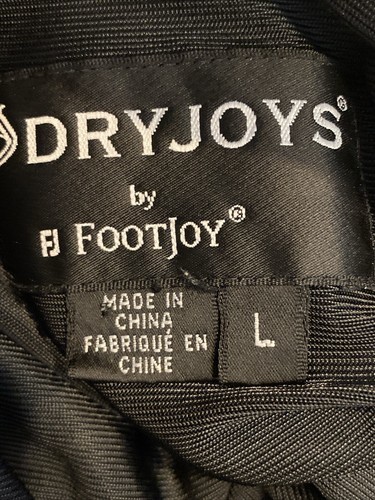 DRYJOYS®
by
FJ FOOTJOY®
MADE IN
CHINA
FABRIQUÉ EN
CHINE
L